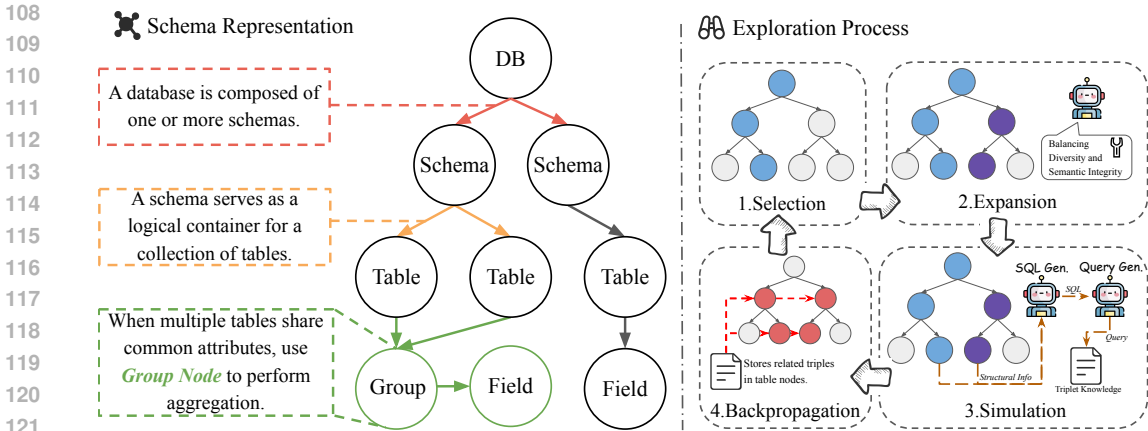 108
109
110
111
112
113
114
115
116
117
118
119
120
121
Schema Representation
DB
A database is composed of
one or more schemas.
Schema
Schema
A schema serves as a
logical container for a
collection of tables.
Table
Table
Table
When multiple tables share
common attributes, use
Group Node to perform
aggregation.
Group
Field
Field
Exploration Process
1.Selection
Balancing
Diversity and
Semantic Integrity
2.Expansion
SQL Gen.
Query Gen.
SQL
Query
Structural Info
Triplet Knowledge
3.Simulation
Stores related triples
in table nodes.
4.Backpropagation